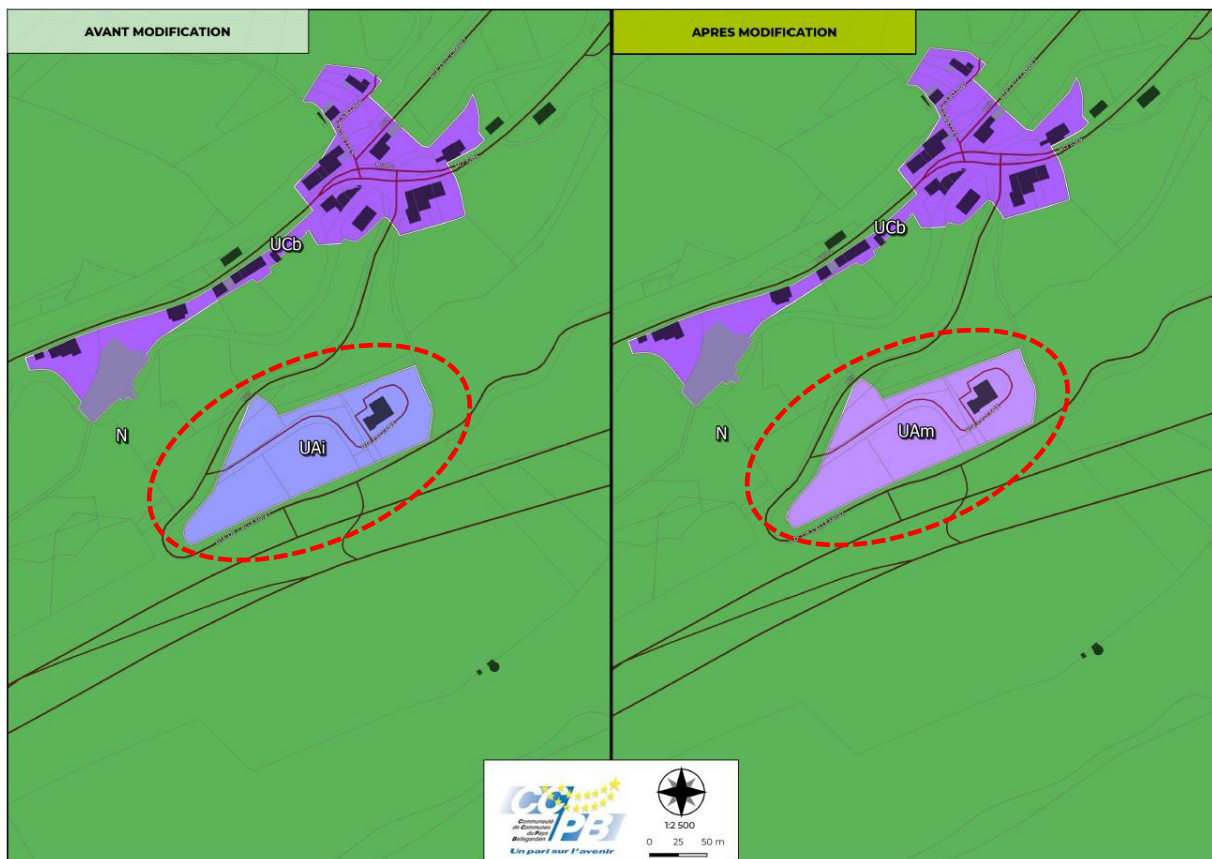 AVANT MODIFICATION
UCb
N
UAi
APRES MODIFICATION
UCb
N
UAm
CCPB
Communauté
de Communes
du Pays
Bellegardien
Un pari sur l'avenir
1:2 500
0 25 50 m